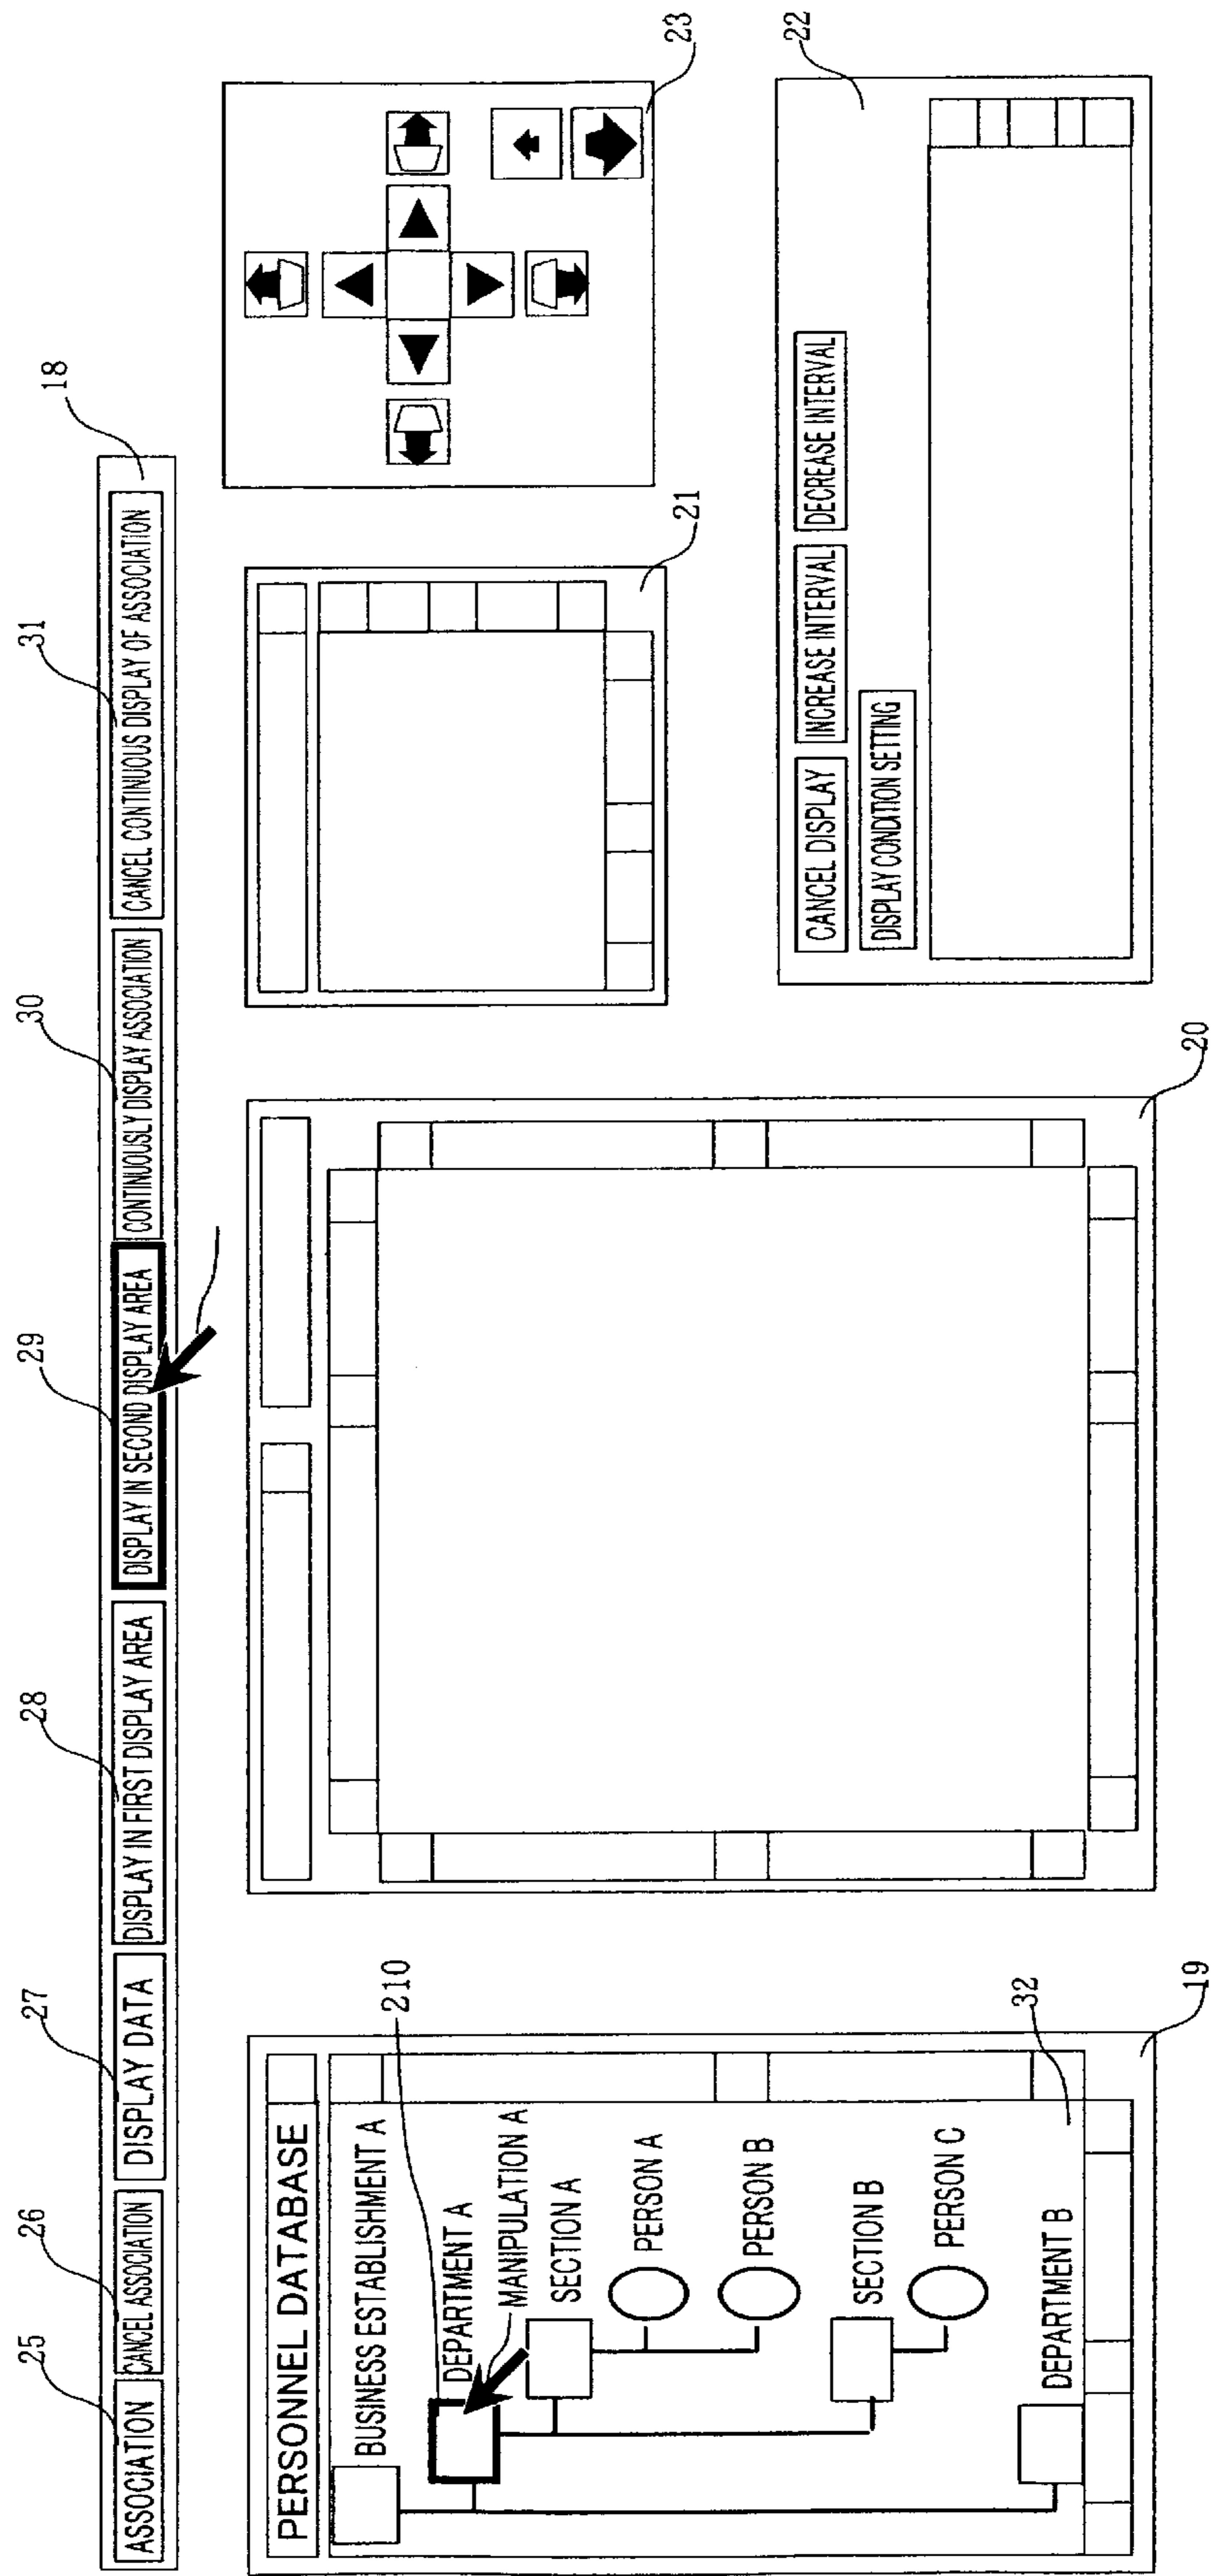 25
26
27
28
29
30
31
18
ASSOCIATION
CANCEL ASSOCIATION
DISPLAY DATA
DISPLAY IN FIRST DISPLAY AREA
DISPLAY IN SECOND DISPLAY AREA
CONTINUOUSLY DISPLAY ASSOCIATION
CANCEL CONTINUOUS DISPLAY OF ASSOCIATION
PERSONNEL DATABASE
BUSINESS ESTABLISHMENT A
210
DEPARTMENT A
MANIPULATION A
SECTION A
PERSON A
PERSON B
SECTION B
PERSON C
DEPARTMENT B
32
19
20
21
23
CANCEL DISPLAY
INCREASE INTERVAL
DECREASE INTERVAL
DISPLAY CONDITION SETTING
22